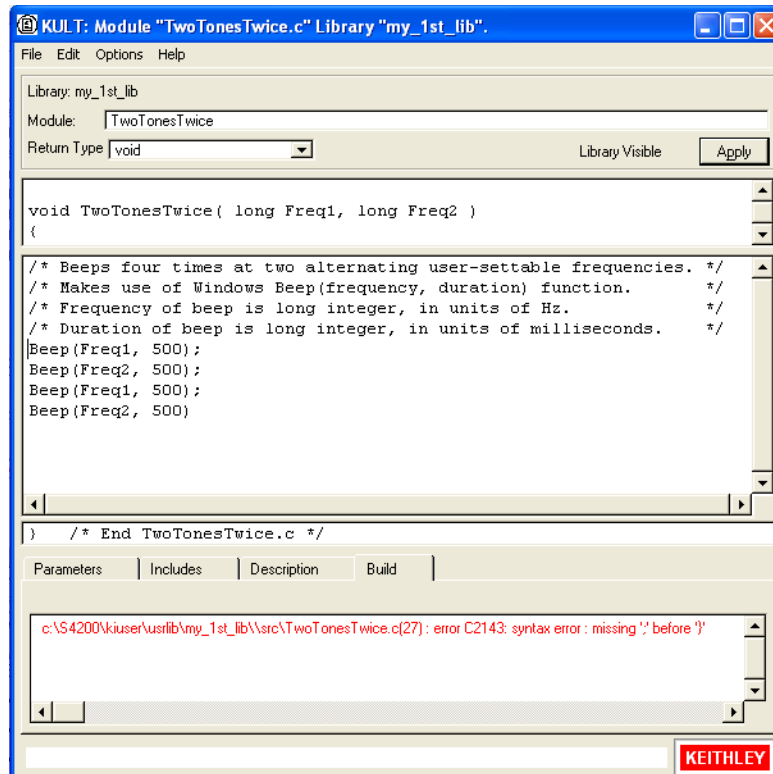 KULT: Module "TwoTonesTwice.c" Library "my_1st_lib".
File Edit Options Help
Library: my_1st_lib
Module: TwoTonesTwice
Return Type void Library Visible Apply
void TwoTonesTwice( long Freq1, long Freq2 )
{
/* Beeps four times at two alternating user-settable frequencies. */
/* Makes use of Windows Beep(frequency, duration) function. */
/* Frequency of beep is long integer, in units of Hz. */
/* Duration of beep is long integer, in units of milliseconds. */
Beep(Freq1, 500);
Beep(Freq2, 500);
Beep(Freq1, 500);
Beep(Freq2, 500)
} /* End TwoTonesTwice.c */
Parameters Includes Description Build
c:\S4200\kiuser\usrlib\my_1st_lib\\src\TwoTonesTwice.c(27) : error C2143: syntax error : missing ';' before '}'
KEITHLEY